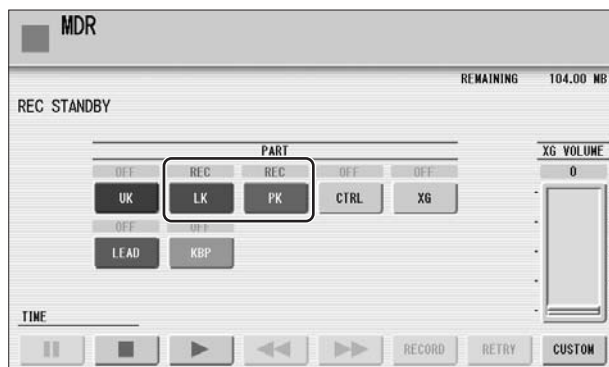 MDR
REMAINING 104.00 MB
REC STANDBY
PART
XG VOLUME
OFF REC REC OFF OFF
0
UK LK PK CTRL XG
OFF OFF
LEAD KBP
TIME
RECORD RETRY CUSTOM